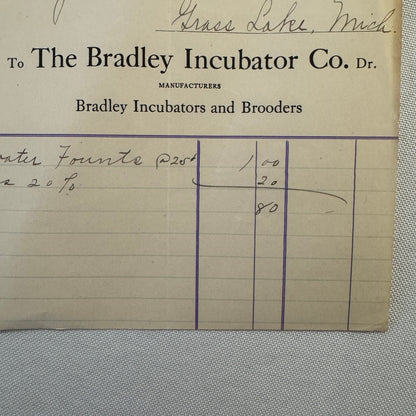 Grass Lake, Mich.
To The Bradley Incubator Co. Dr.
MANUFACTURERS
Bradley Incubators and Brooders
water Founts @ 25¢ 1 00
s 20% 20
80